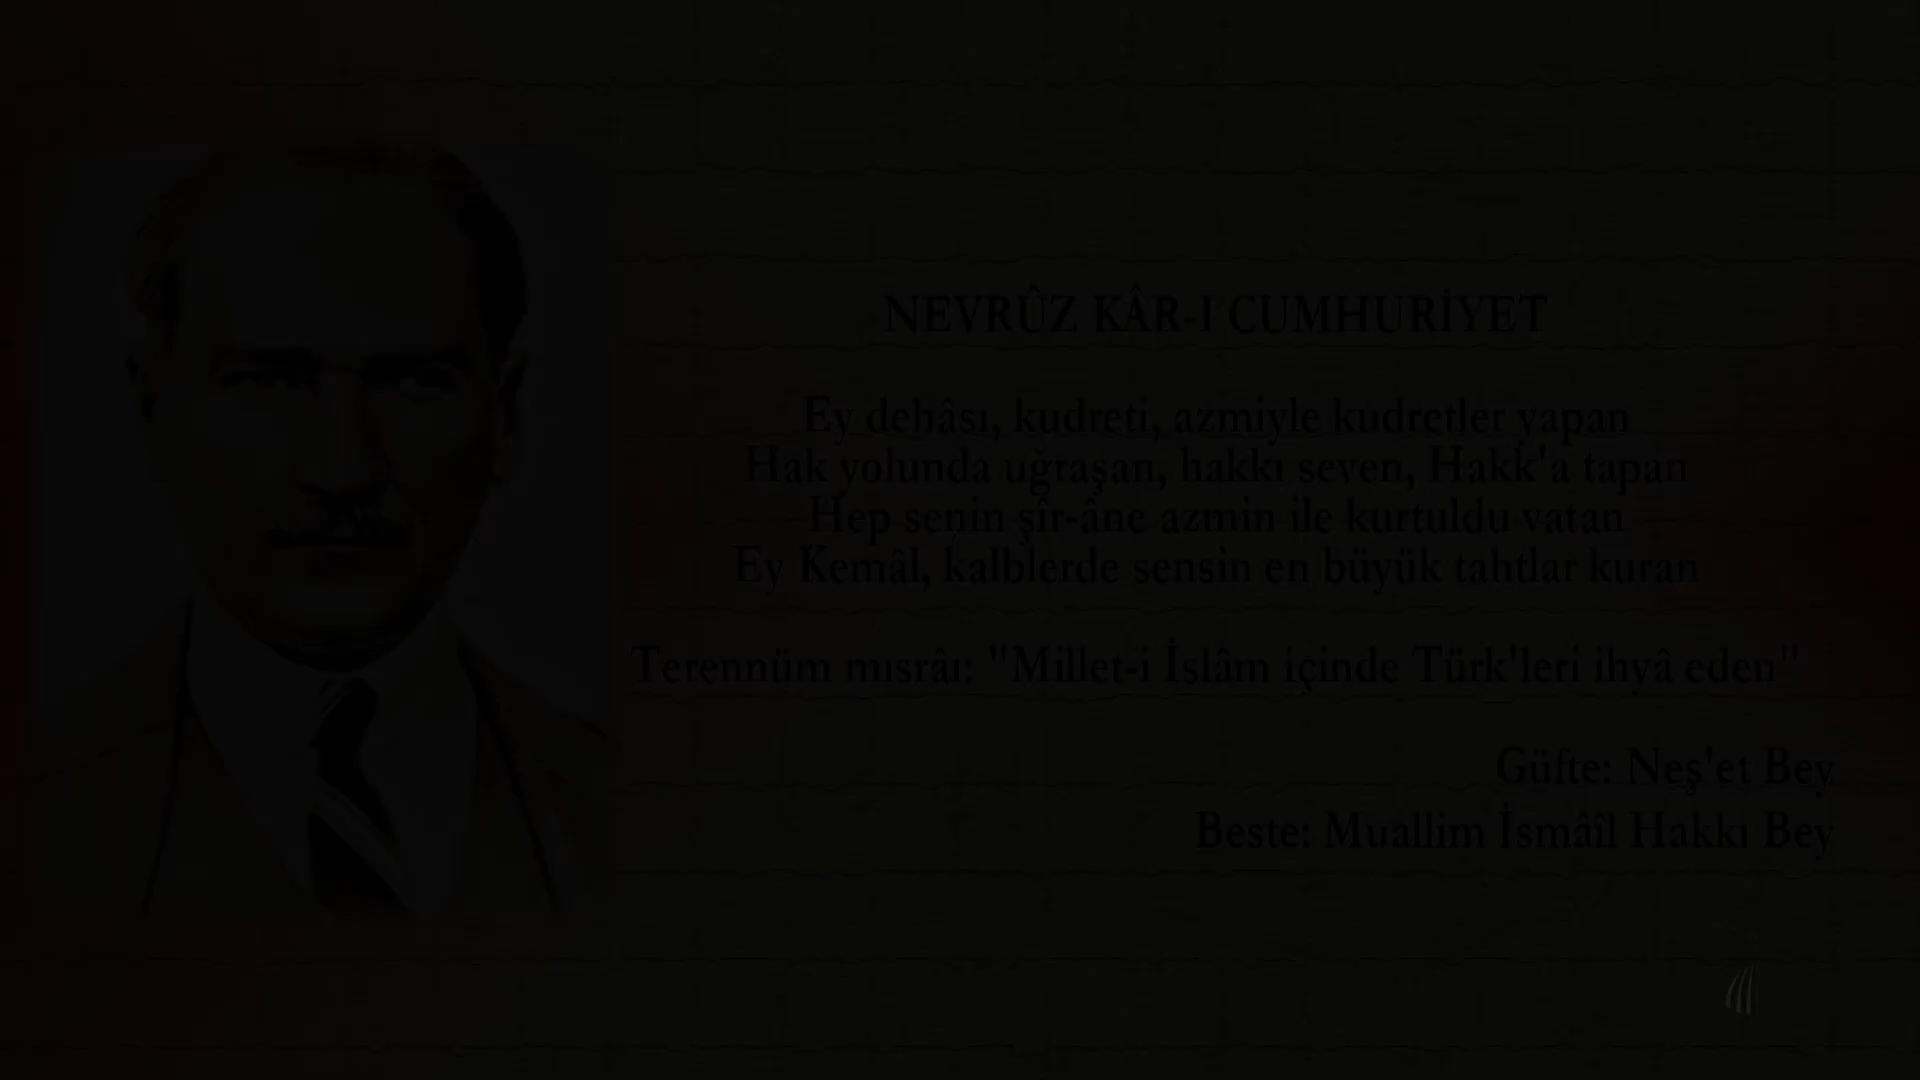 NEVRÛZ KÂR-I CUMHURİYET
Ey dehâsı, kudreti, azmiyle kudretler yapan
Hak yolunda uğraşan, hakkı seven, Hakk'a tapan
Hep senin şîr-âne azmin ile kurtuldu vatan
Ey Kemâl, kalblerde sensin en büyük tahtlar kuran
Terennüm mısrâı: "Millet-i İslâm içinde Türk'leri ihyâ eden"
Güfte: Neş'et Bey
Beste: Muallim İsmâîl Hakkı Bey